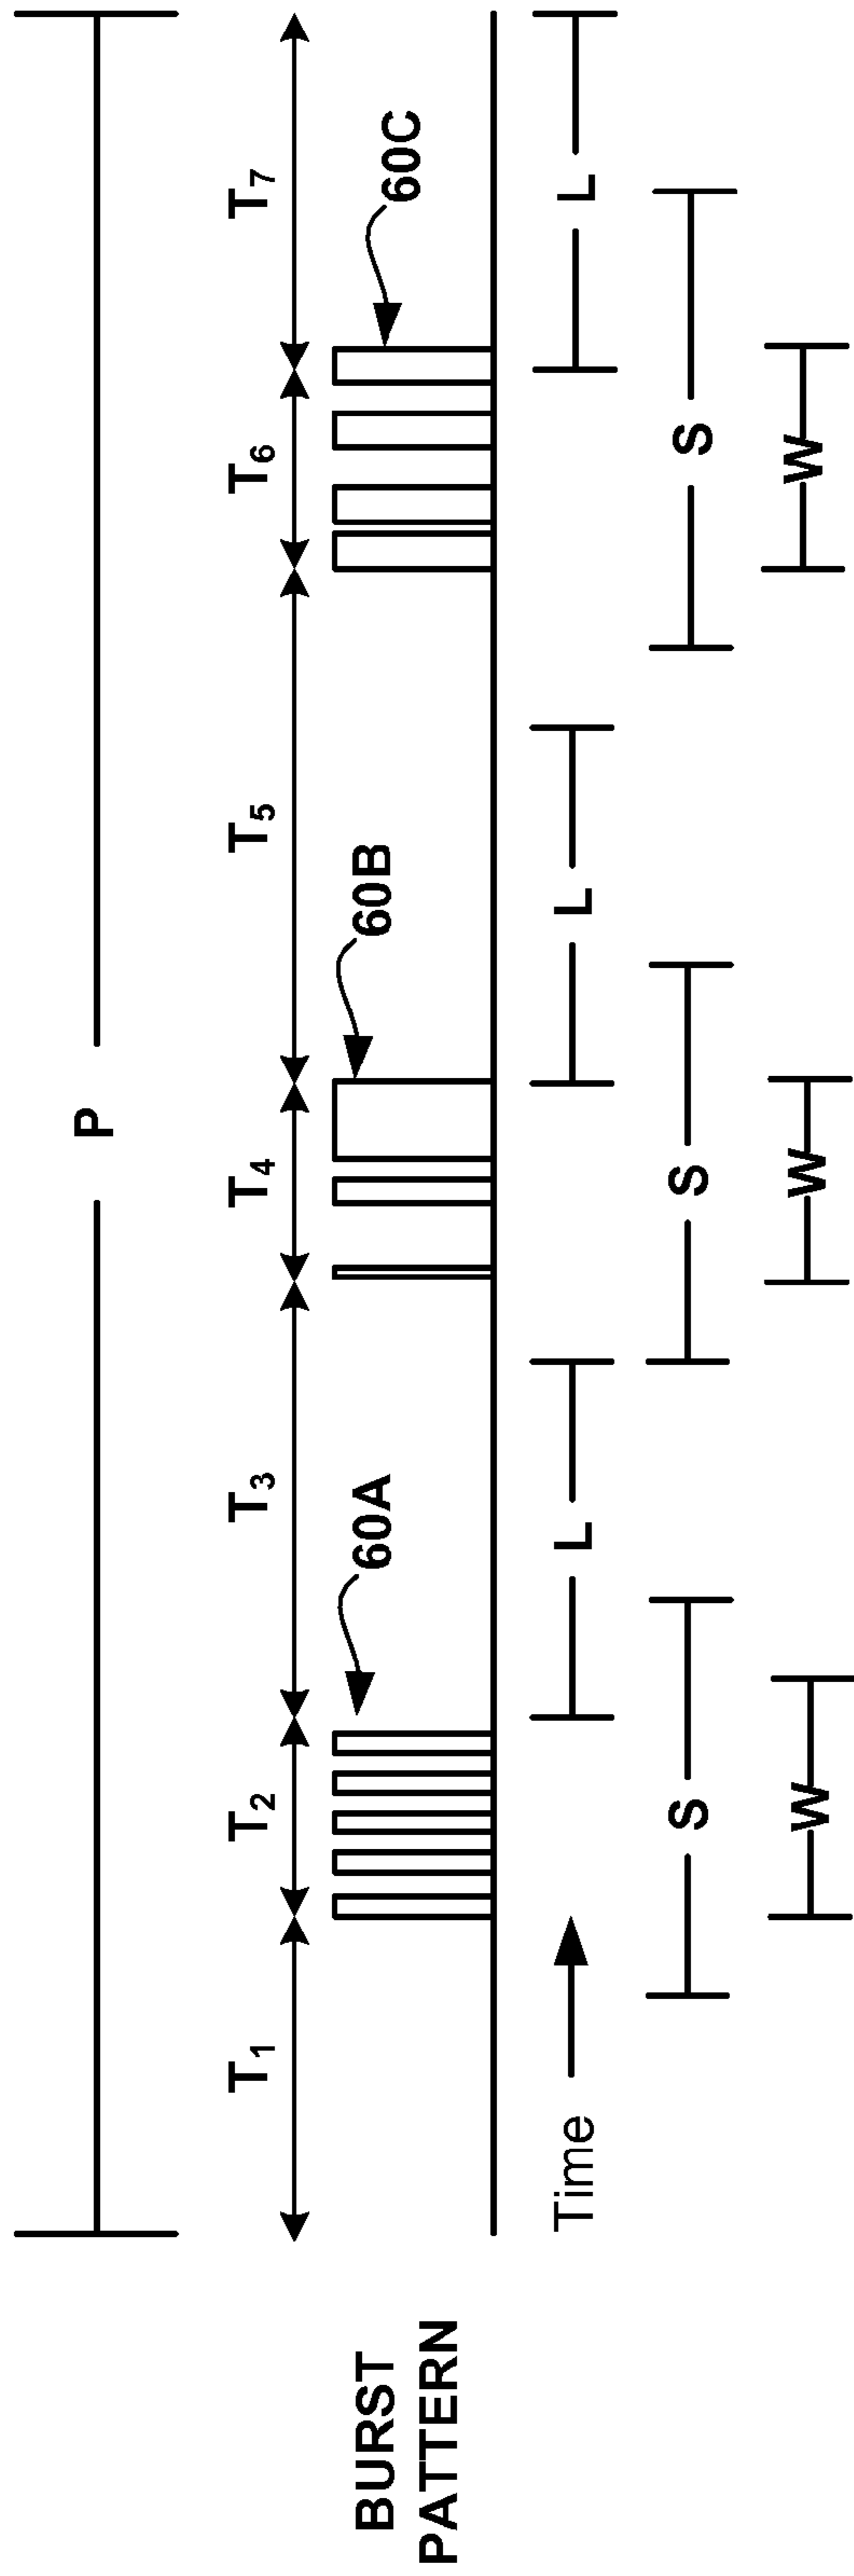 P
T1 T2 T3 T4 T5 T6 T7
60A 60B 60C
BURST
PATTERN
Time L L L
S S S
W W W